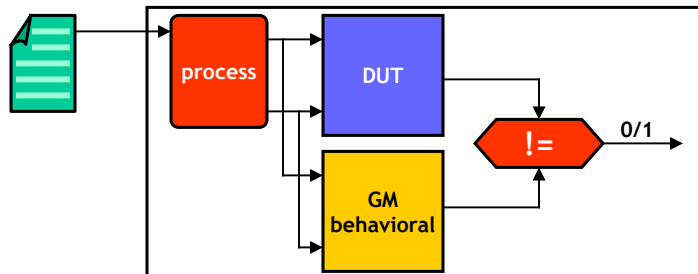 process
DUT
GM
behavioral
!=
0/1